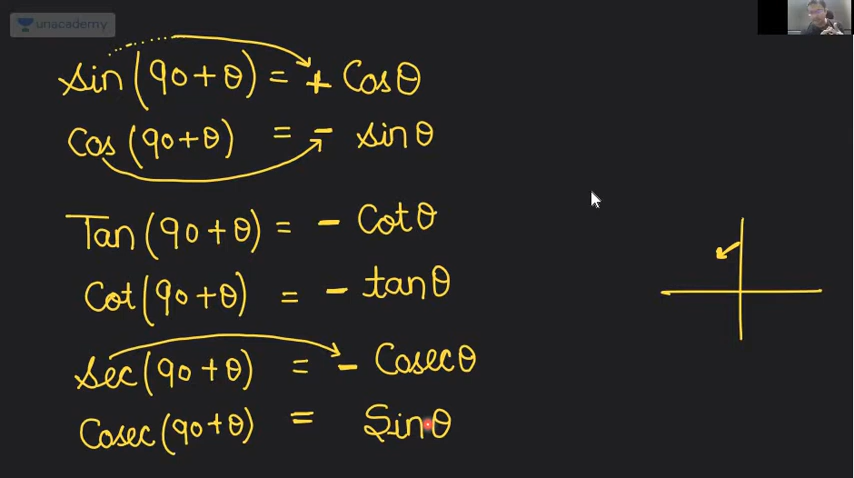 unacademy
sin(90+θ) = + Cosθ
Cos(90+θ) = - sinθ
Tan(90+θ) = - Cotθ
Cot(90+θ) = - tanθ
sec(90+θ) = - Cosecθ
Cosec(90+θ) = Sinθ